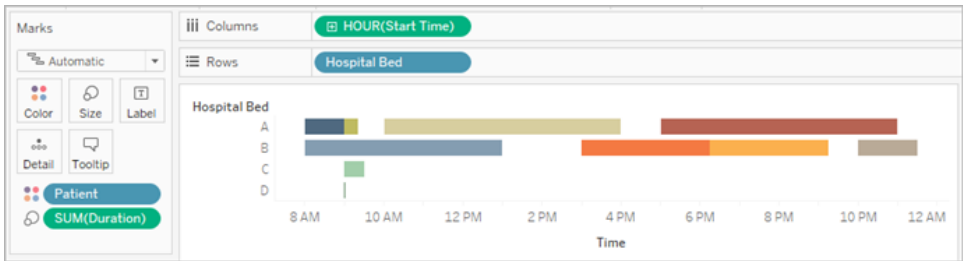 Marks
Automatic
Color Size Label
Detail Tooltip
Patient
SUM(Duration)
Columns HOUR(Start Time)
Rows Hospital Bed
Hospital Bed
A
B
C
D
8 AM 10 AM 12 PM 2 PM 4 PM 6 PM 8 PM 10 PM 12 AM
Time